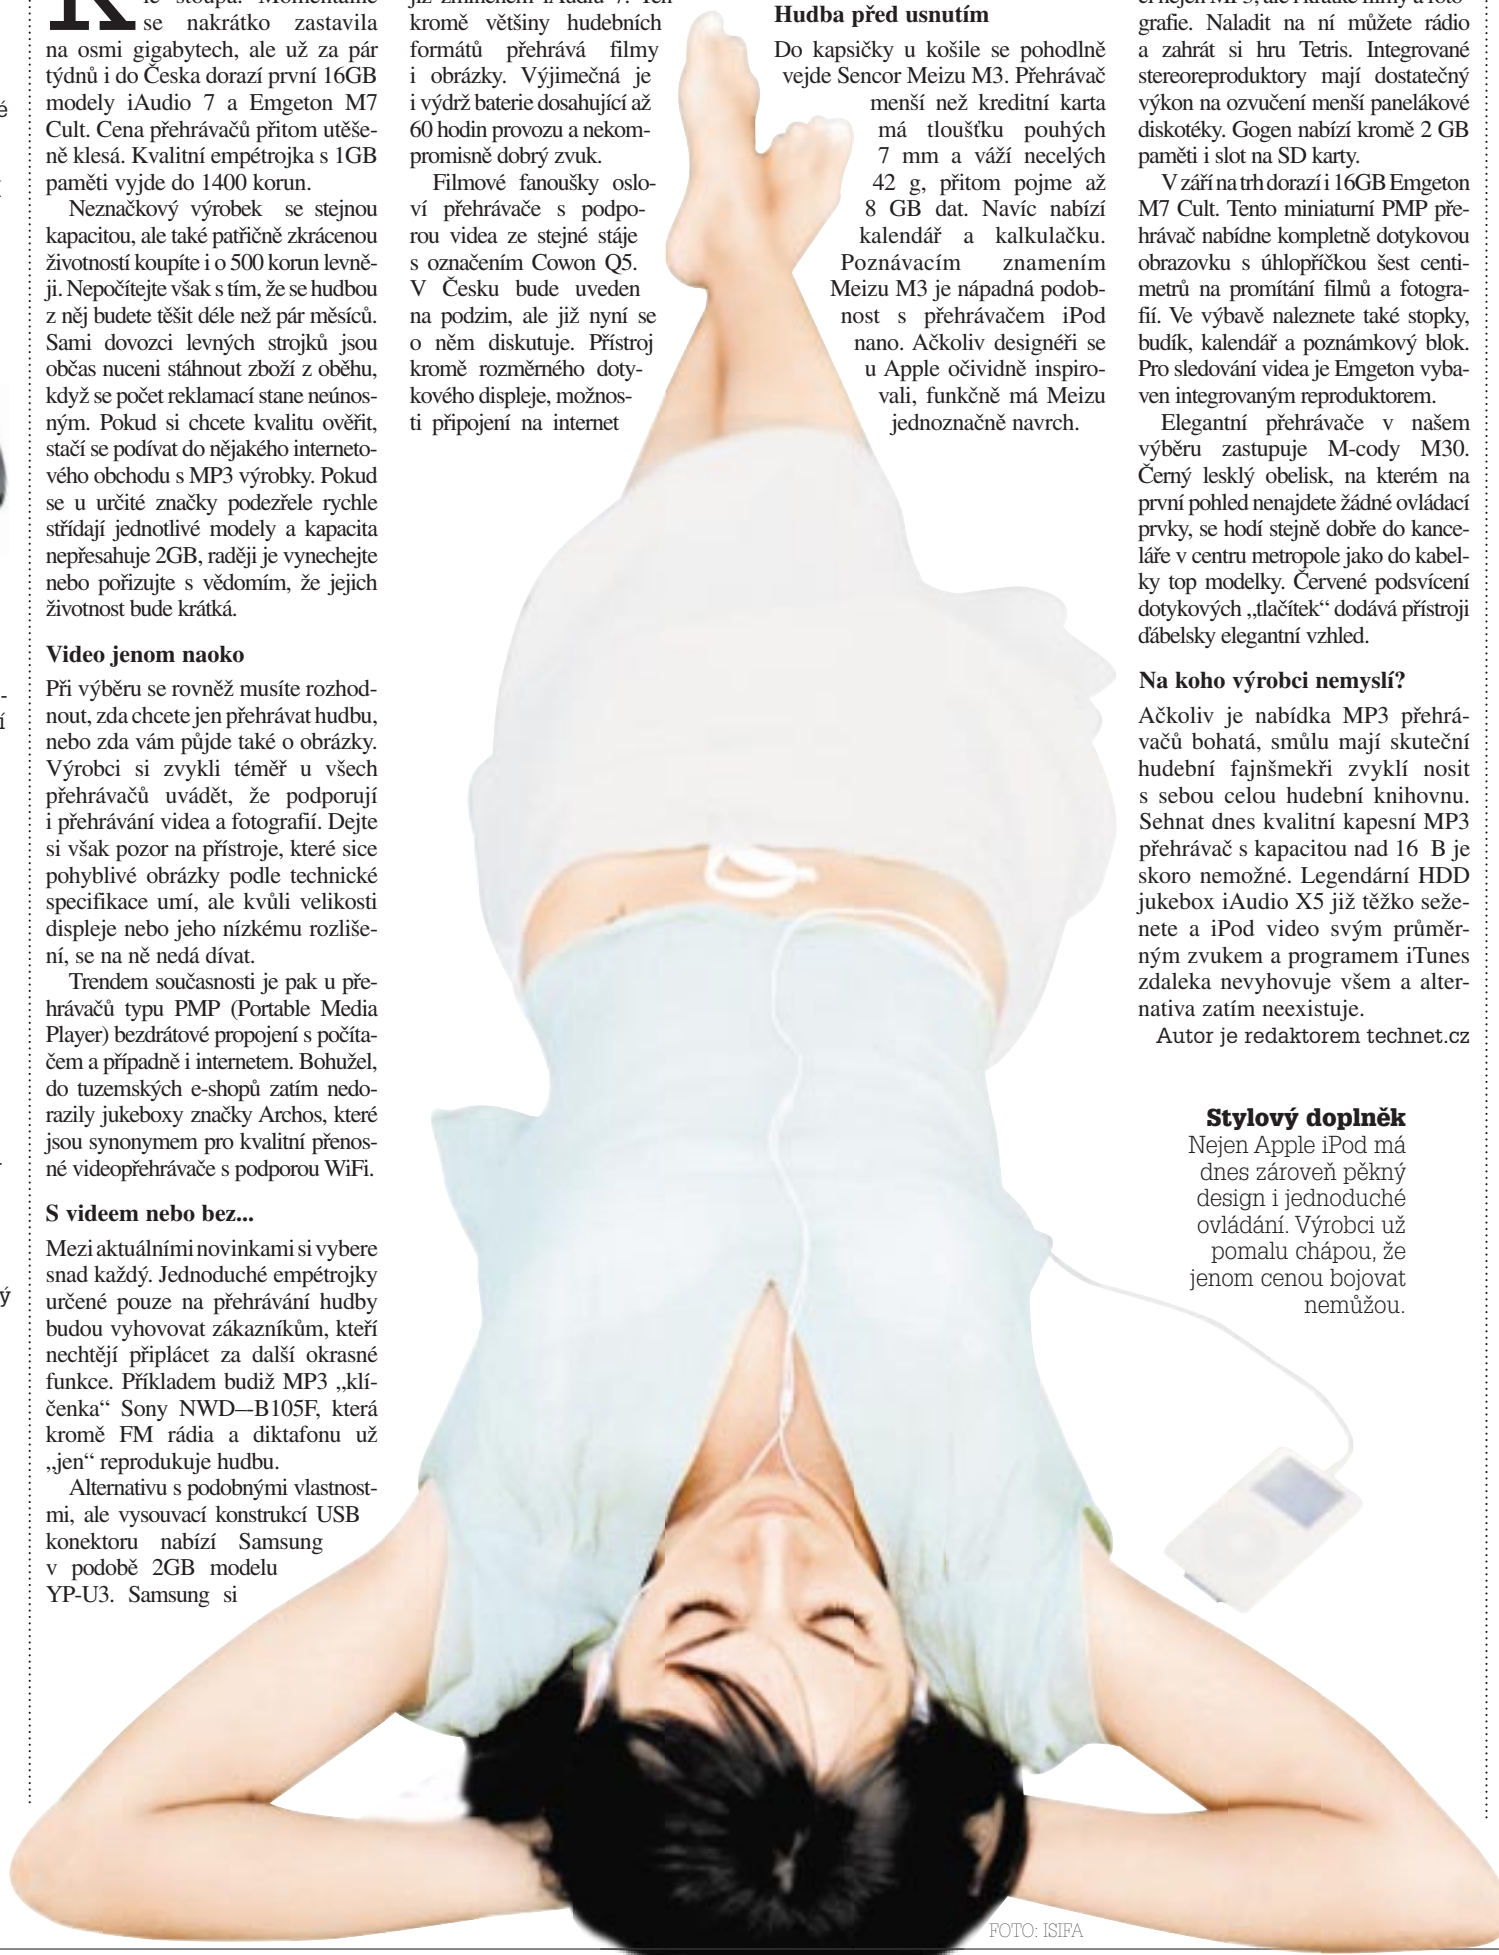 se nakrátko zastavila
na osmi gigabytech, ale už za pár
týdnů i do Česka dorazí první 16GB
modely iAudio 7 a Emgeton M7
Cult. Cena přehrávačů přitom utěše-
ně klesá. Kvalitní empétrojka s 1GB
paměti vyjde do 1400 korun.
Neznačkový výrobek se stejnou
kapacitou, ale také patřičně zkrácenou
životností koupíte i o 500 korun levně-
ji. Nepočítejte však s tím, že se hudbou
z něj budete těšit déle než pár měsíců.
Sami dovozci levných strojků jsou
občas nuceni stáhnout zboží z oběhu,
když se počet reklamací stane neúnos-
ným. Pokud si chcete kvalitu ověřit,
stačí se podívat do nějakého interneto-
vého obchodu s MP3 výrobky. Pokud
se u určité značky podezřele rychle
střídají jednotlivé modely a kapacita
nepřesahuje 2GB, raději je vynechejte
nebo pořizujte s vědomím, že jejich
životnost bude krátká.
Video jenom naoko
Při výběru se rovněž musíte rozhod-
nout, zda chcete jen přehrávat hudbu,
nebo zda vám půjde také o obrázky.
Výrobci si zvykli téměř u všech
přehrávačů uvádět, že podporují
i přehrávání videa a fotografií. Dejte
si však pozor na přístroje, které sice
pohyblivé obrázky podle technické
specifikace umí, ale kvůli velikosti
displeje nebo jeho nízkému rozliše-
ní, se na ně nedá dívat.
Trendem současnosti je pak u pře-
hrávačů typu PMP (Portable Media
Player) bezdrátové propojení s počíta-
čem a případně i internetem. Bohužel,
do tuzemských e-shopů zatím nedo-
razily jukeboxy značky Archos, které
jsou synonymem pro kvalitní přenos-
né videopřehrávače s podporou WiFi.
S videem nebo bez...
Mezi aktuálními novinkami si vybere
snad každý. Jednoduché empétrojky
určené pouze na přehrávání hudby
budou vyhovovat zákazníkům, kteří
nechtějí připlácet za další okrasné
funkce. Příkladem budiž MP3 „klí-
čenka“ Sony NWD–-B105F, která
kromě FM rádia a diktafonu už
„jen“ reprodukuje hudbu.
Alternativu s podobnými vlastnost-
mi, ale vysouvací konstrukcí USB
konektoru nabízí Samsung
v podobě 2GB modelu
YP-U3. Samsung si
kromě většiny hudebních
formátů přehrává filmy
i obrázky. Výjimečná je
i výdrž baterie dosahující až
60 hodin provozu a nekom-
promisně dobrý zvuk.
Filmové fanoušky oslo-
ví přehrávače s podpo-
rou videa ze stejné stáje
s označením Cowon Q5.
V Česku bude uveden
na podzim, ale již nyní se
o něm diskutuje. Přístroj
kromě rozměrného doty-
kového displeje, možnos-
ti připojení na internet
Hudba před usnutím
Do kapsičky u košile se pohodlně
vejde Sencor Meizu M3. Přehrávač
menší než kreditní karta
má tloušťku pouhých
7 mm a váží necelých
42 g, přitom pojme až
8 GB dat. Navíc nabízí
kalendář a kalkulačku.
Poznávacím znamením
Meizu M3 je nápadná podob-
nost s přehrávačem iPod
nano. Ačkoliv designéři se
u Apple očividně inspiro-
vali, funkčně má Meizu
jednoznačně navrch.
grafie. Naladit na ní můžete rádio
a zahrát si hru Tetris. Integrované
stereoreproduktory mají dostatečný
výkon na ozvučení menší panelákové
diskotéky. Gogen nabízí kromě 2 GB
paměti i slot na SD karty.
V září na trh dorazí i 16GB Emgeton
M7 Cult. Tento miniaturní PMP pře-
hrávač nabídne kompletně dotykovou
obrazovku s úhlopříčkou šest centi-
metrů na promítání filmů a fotogra-
fií. Ve výbavě naleznete také stopky,
budík, kalendář a poznámkový blok.
Pro sledování videa je Emgeton vyba-
ven integrovaným reproduktorem.
Elegantní přehrávače v našem
výběru zastupuje M-cody M30.
Černý lesklý obelisk, na kterém na
první pohled nenajdete žádné ovládací
prvky, se hodí stejně dobře do kance-
láře v centru metropole jako do kabel-
ky top modelky. Červené podsvícení
dotykových „tlačítek“ dodává přístroji
ďábelsky elegantní vzhled.
Na koho výrobci nemyslí?
Ačkoliv je nabídka MP3 přehrá-
vačů bohatá, smůlu mají skuteční
hudební fajnšmekři zvyklí nosit
s sebou celou hudební knihovnu.
Sehnat dnes kvalitní kapesní MP3
přehrávač s kapacitou nad 16 B je
skoro nemožné. Legendární HDD
jukebox iAudio X5 již těžko seže-
nete a iPod video svým průměr-
ným zvukem a programem iTunes
zdaleka nevyhovuje všem a alter-
nativa zatím neexistuje.
Autor je redaktorem technet.cz
Stylový doplněk
Nejen Apple iPod má
dnes zároveň pěkný
design i jednoduché
ovládání. Výrobci už
pomalu chápou, že
jenom cenou bojovat
nemůžou.
FOTO: ISIFA